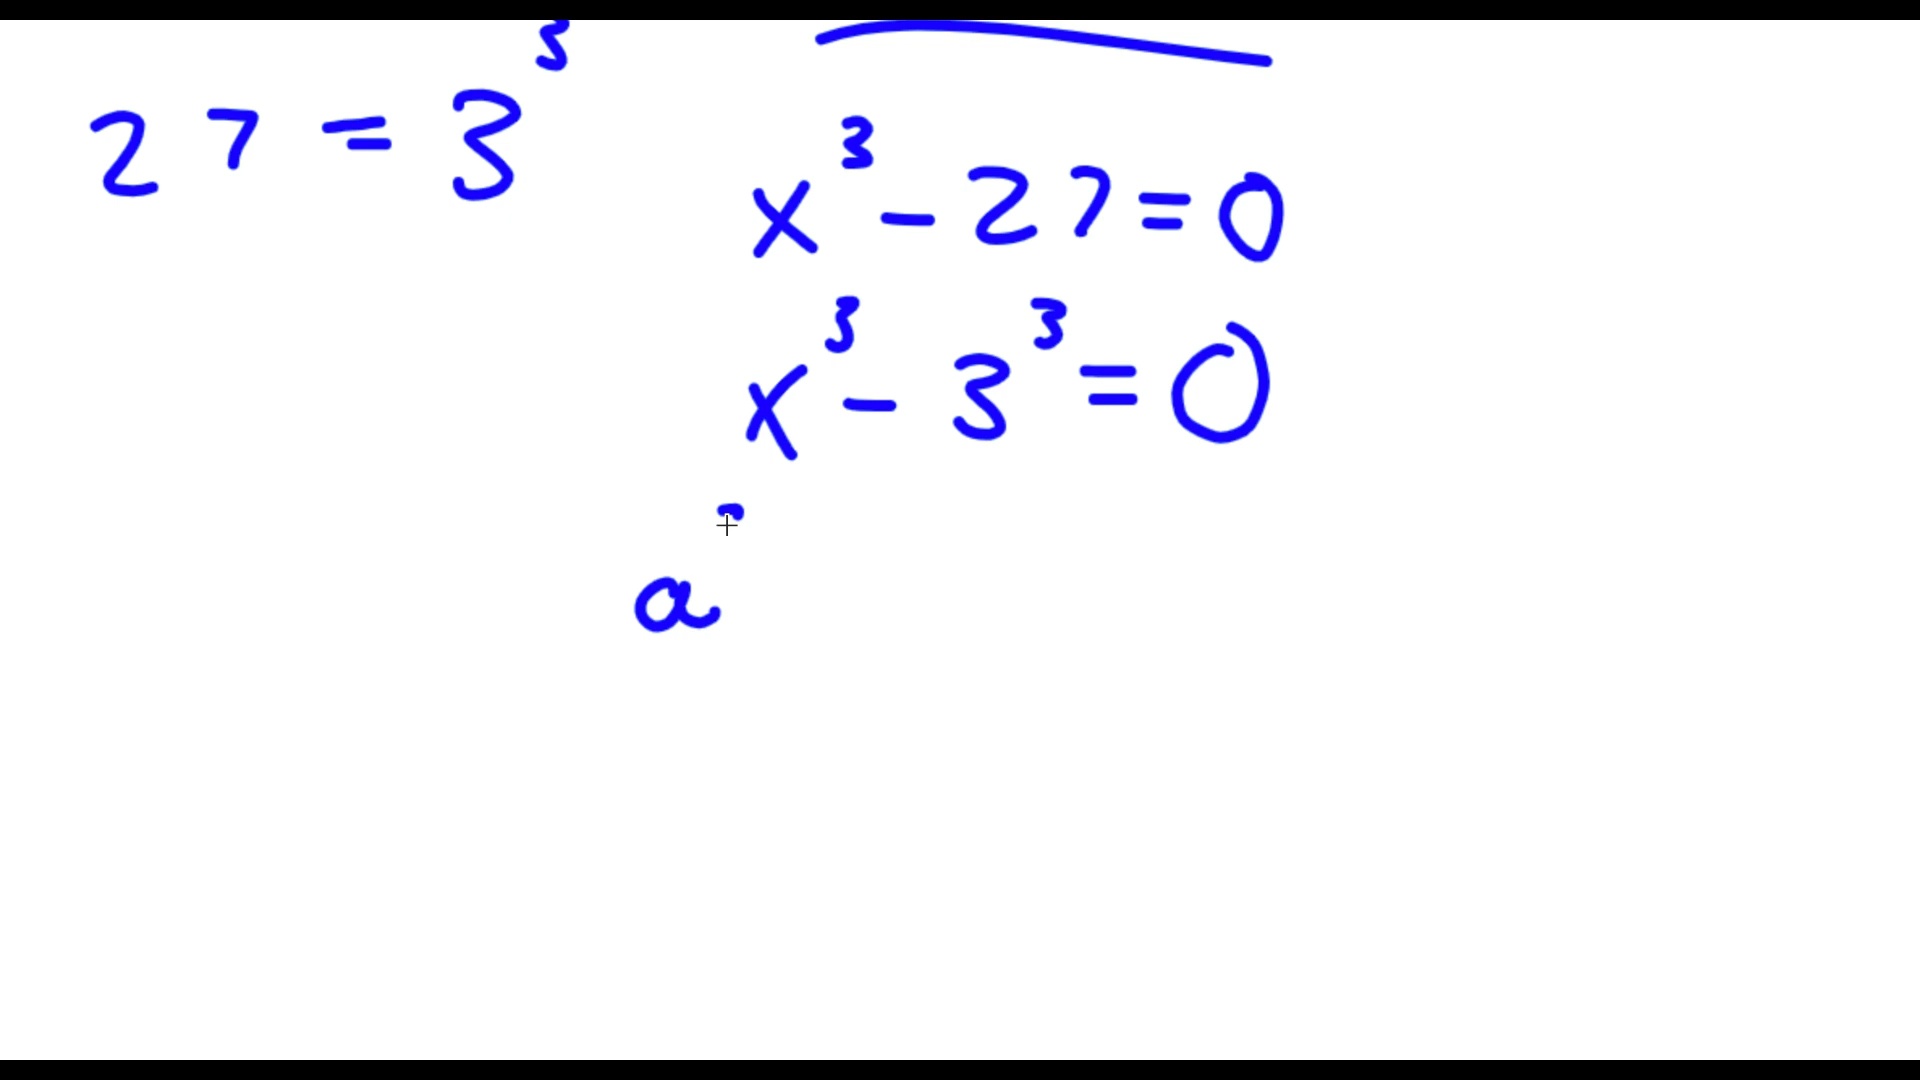 27 = 3³
x³ - 27 = 0
x³ - 3³ = 0
a